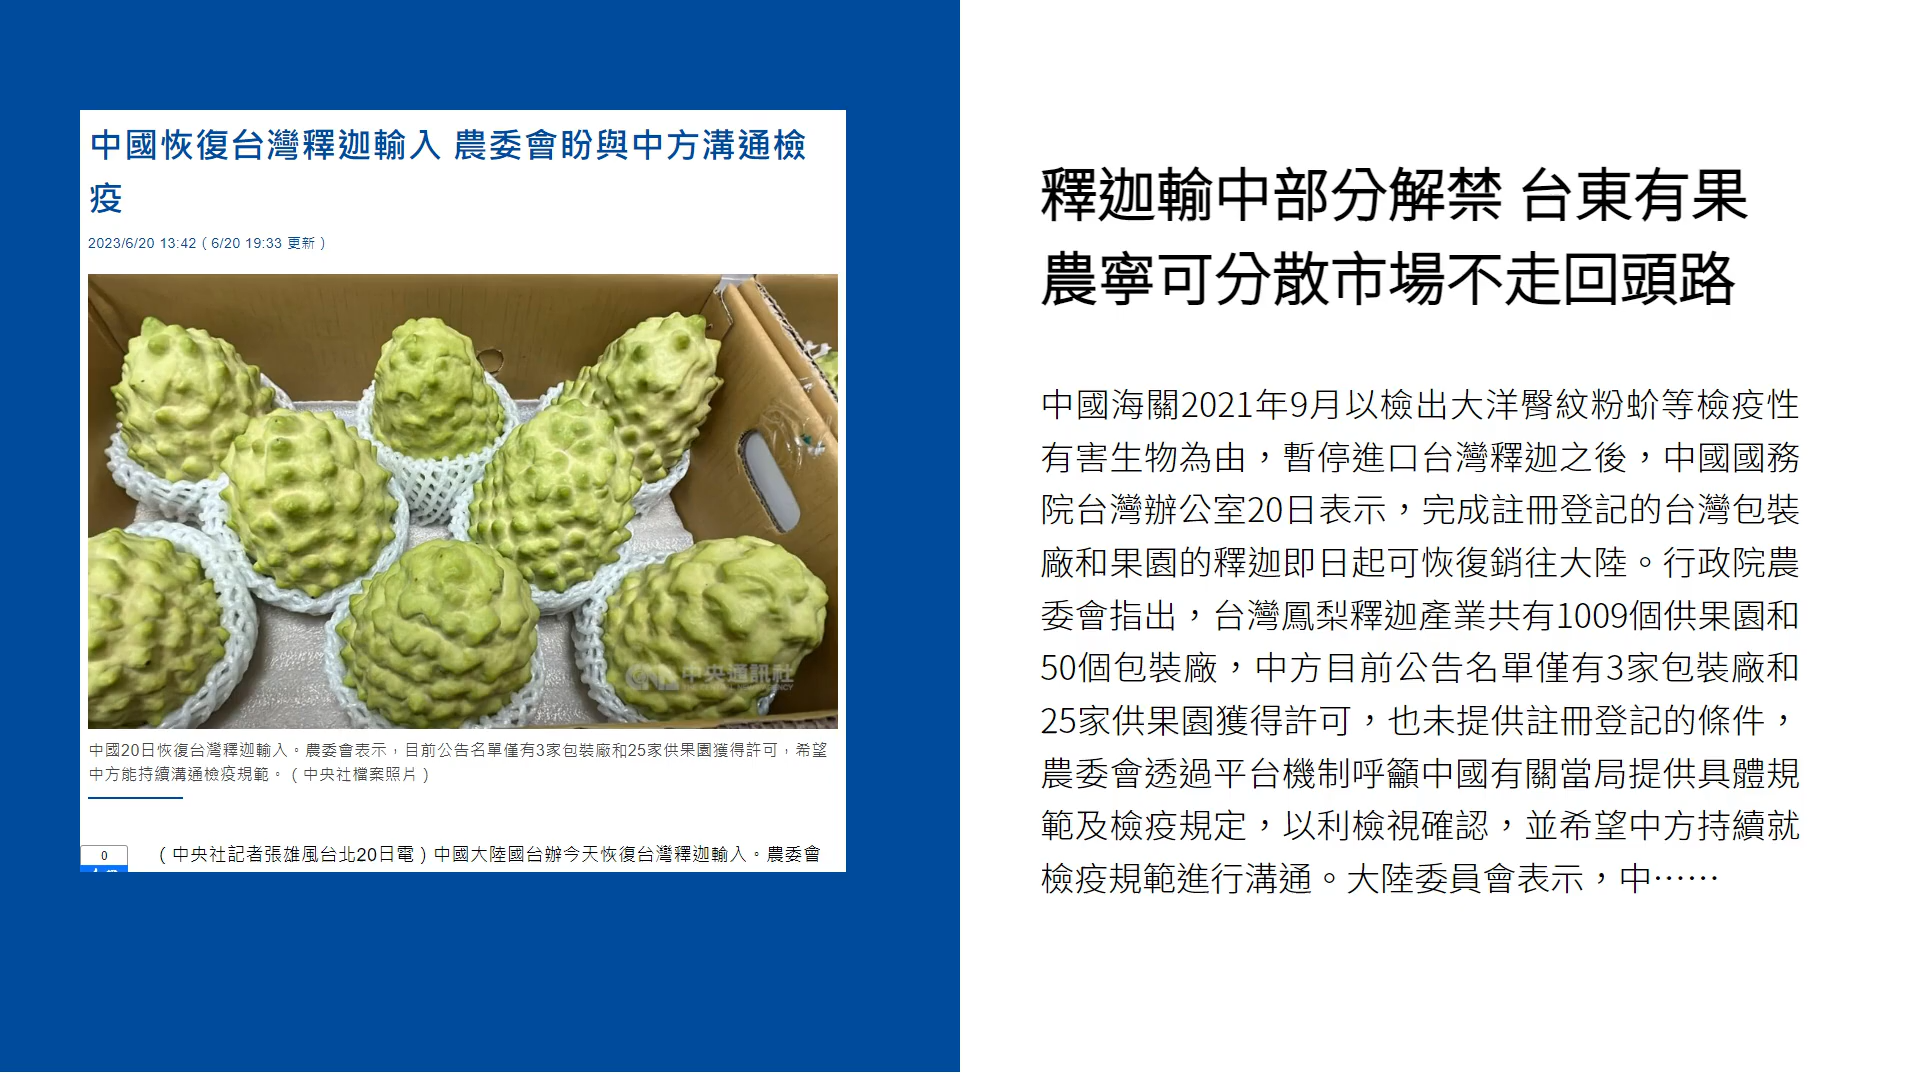 中國恢復台灣釋迦輸入 農委會盼與中方溝通檢
疫
2023/6/20 13:42（6/20 19:33 更新）
中央通訊社
中國20日恢復台灣釋迦輸入。農委會表示，目前公告名單僅有3家包裝廠和25家供果園獲得許可，希望
中方能持續溝通檢疫規範。（中央社檔案照片）
0
（中央社記者張雄風台北20日電）中國大陸國台辦今天恢復台灣釋迦輸入。農委會
釋迦輸中部分解禁 台東有果
農寧可分散市場不走回頭路
中國海關2021年9月以檢出大洋臀紋粉蚧等檢疫性
有害生物為由，暫停進口台灣釋迦之後，中國國務
院台灣辦公室20日表示，完成註冊登記的台灣包裝
廠和果園的釋迦即日起可恢復銷往大陸。行政院農
委會指出，台灣鳳梨釋迦產業共有1009個供果園和
50個包裝廠，中方目前公告名單僅有3家包裝廠和
25家供果園獲得許可，也未提供註冊登記的條件，
農委會透過平台機制呼籲中國有關當局提供具體規
範及檢疫規定，以利檢視確認，並希望中方持續就
檢疫規範進行溝通。大陸委員會表示，中……